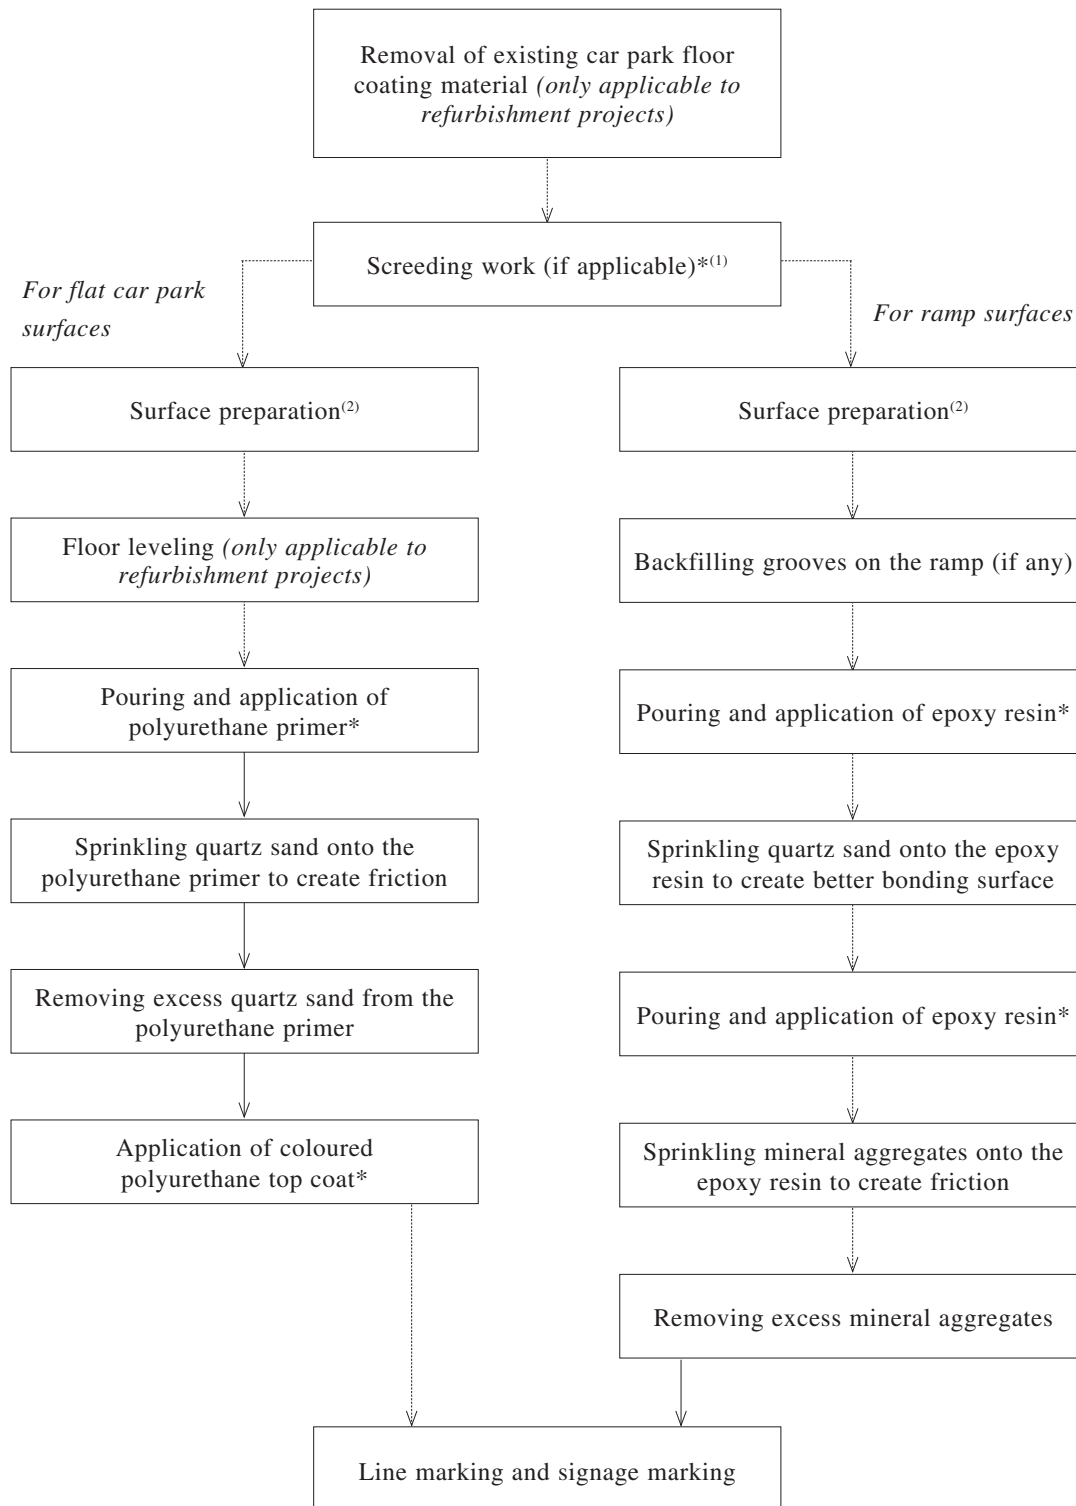 Removal of existing car park floor
coating material (only applicable to
refurbishment projects)
Screeding work (if applicable)*(1)
For flat car park
surfaces
For ramp surfaces
Surface preparation(2)
Surface preparation(2)
Floor leveling (only applicable to
refurbishment projects)
Backfilling grooves on the ramp (if any)
Pouring and application of
polyurethane primer*
Pouring and application of epoxy resin*
Sprinkling quartz sand onto the
polyurethane primer to create friction
Sprinkling quartz sand onto the epoxy
resin to create better bonding surface
Removing excess quartz sand from the
polyurethane primer
Pouring and application of epoxy resin*
Application of coloured
polyurethane top coat*
Sprinkling mineral aggregates onto the
epoxy resin to create friction
Removing excess mineral aggregates
Line marking and signage marking